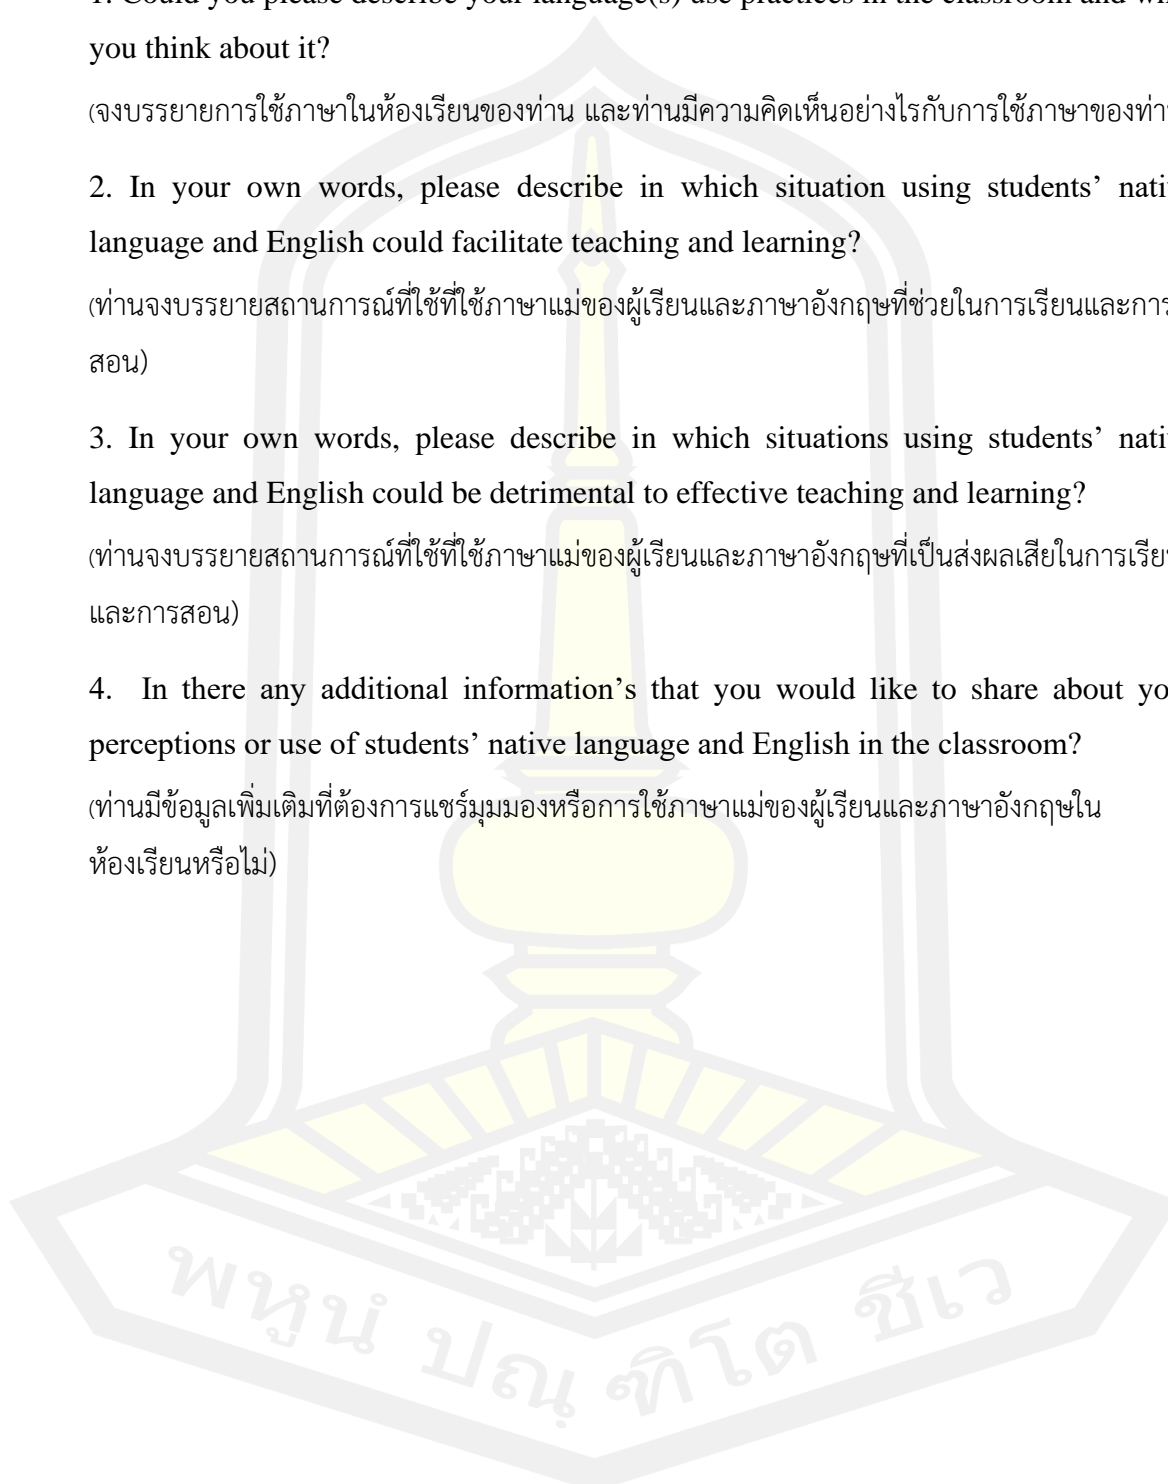 1. Could you please describe your language(s) use practices in the classroom and
you think about it?
(จงบรรยายการใช้ภาษาในห้องเรียนของท่าน และท่านมีความคิดเห็นอย่างไรกับการใช้ภาษาของ
2. In your own words, please describe in which situation using students’
language and English could facilitate teaching and learning?
(ท่านจงบรรยายสถานการณ์ที่ใช้ที่ใช้ภาษาแม่ของผู้เรียนและภาษาอังกฤษที่ช่วยในการเรียนและการ
สอน)
3. In your own words, please describe in which situations using students’
language and English could be detrimental to effective teaching and learning?
(ท่านจงบรรยายสถานการณ์ที่ใช้ที่ใช้ภาษาแม่ของผู้เรียนและภาษาอังกฤษที่เป็นส่งผลเสียในการ
และการสอน)
4. In there any additional information’s that you would like to share about
perceptions or use of students’ native language and English in the classroom?
(ท่านมีข้อมูลเพิ่มเติมที่ต้องการแชร์มุมมองหรือการใช้ภาษาแม่ของผู้เรียนและภาษาอังกฤษใน
ห้องเรียนหรือไม่)
พหูนํ ปณฺฑิโต ชีเว